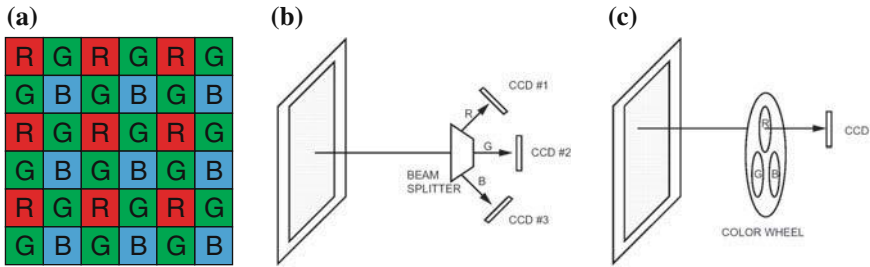 (a)
R G R G R G
G B G B G B
R G R G R G
G B G B G B
R G R G R G
G B G B G B
(b)
CCD #1
R
G
CCD #2
BEAM
SPLITTER
B
CCD #3
(c)
R
CCD
G B
COLOR WHEEL